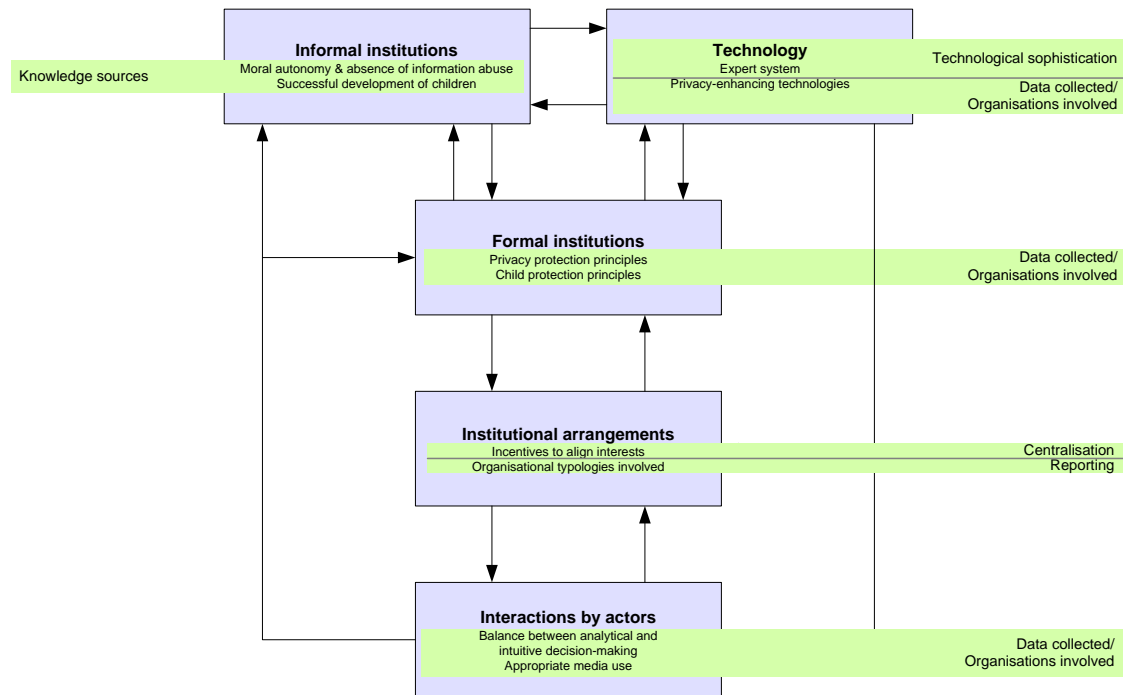 Informal institutions
Knowledge sources
Moral autonomy & absence of information abuse
Successful development of children
Technology
Expert system
Privacy-enhancing technologies
Technological sophistication
Data collected/
Organisations involved
Formal institutions
Privacy protection principles
Child protection principles
Data collected/
Organisations involved
Institutional arrangements
Incentives to align interests
Organisational typologies involved
Centralisation
Reporting
Interactions by actors
Balance between analytical and
intuitive decision-making
Appropriate media use
Data collected/
Organisations involved